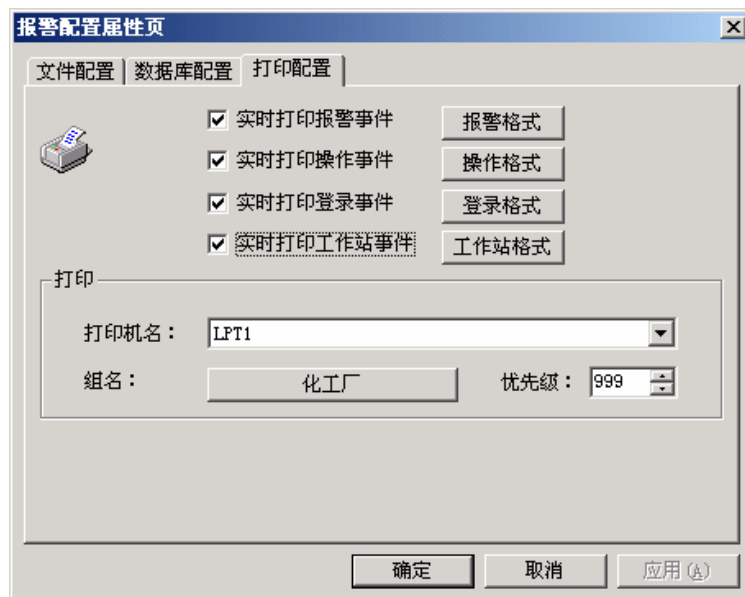 报警配置属性页
文件配置 数据库配置 打印配置
实时打印报警事件 报警格式
实时打印操作事件 操作格式
实时打印登录事件 登录格式
实时打印工作站事件 工作站格式
打印
打印机名： LPT1
组名： 化工厂 优先级： 999
确定 取消 应用(A)